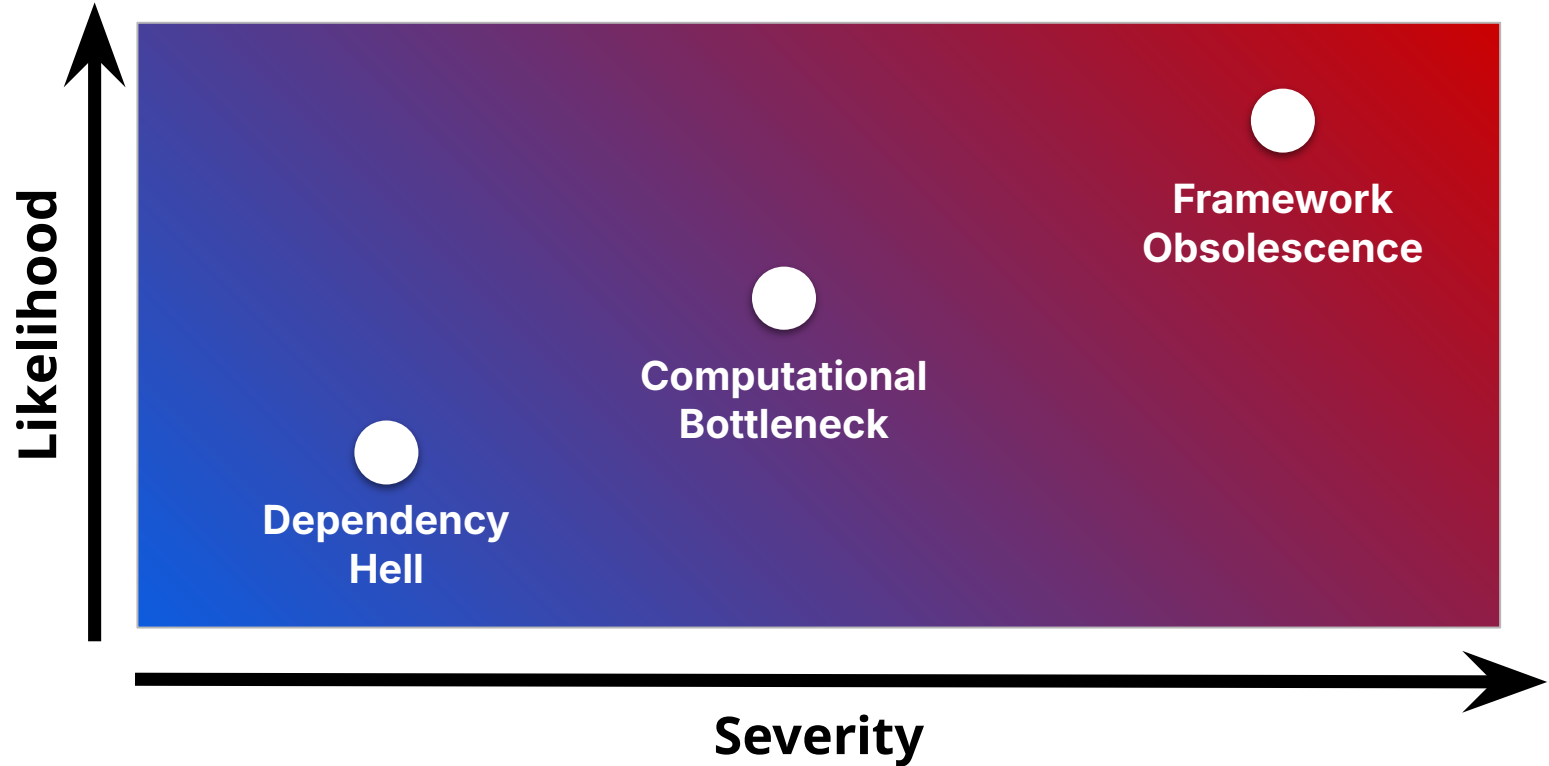 Likelihood
Framework
Obsolescence
Computational
Bottleneck
Dependency
Hell
Severity